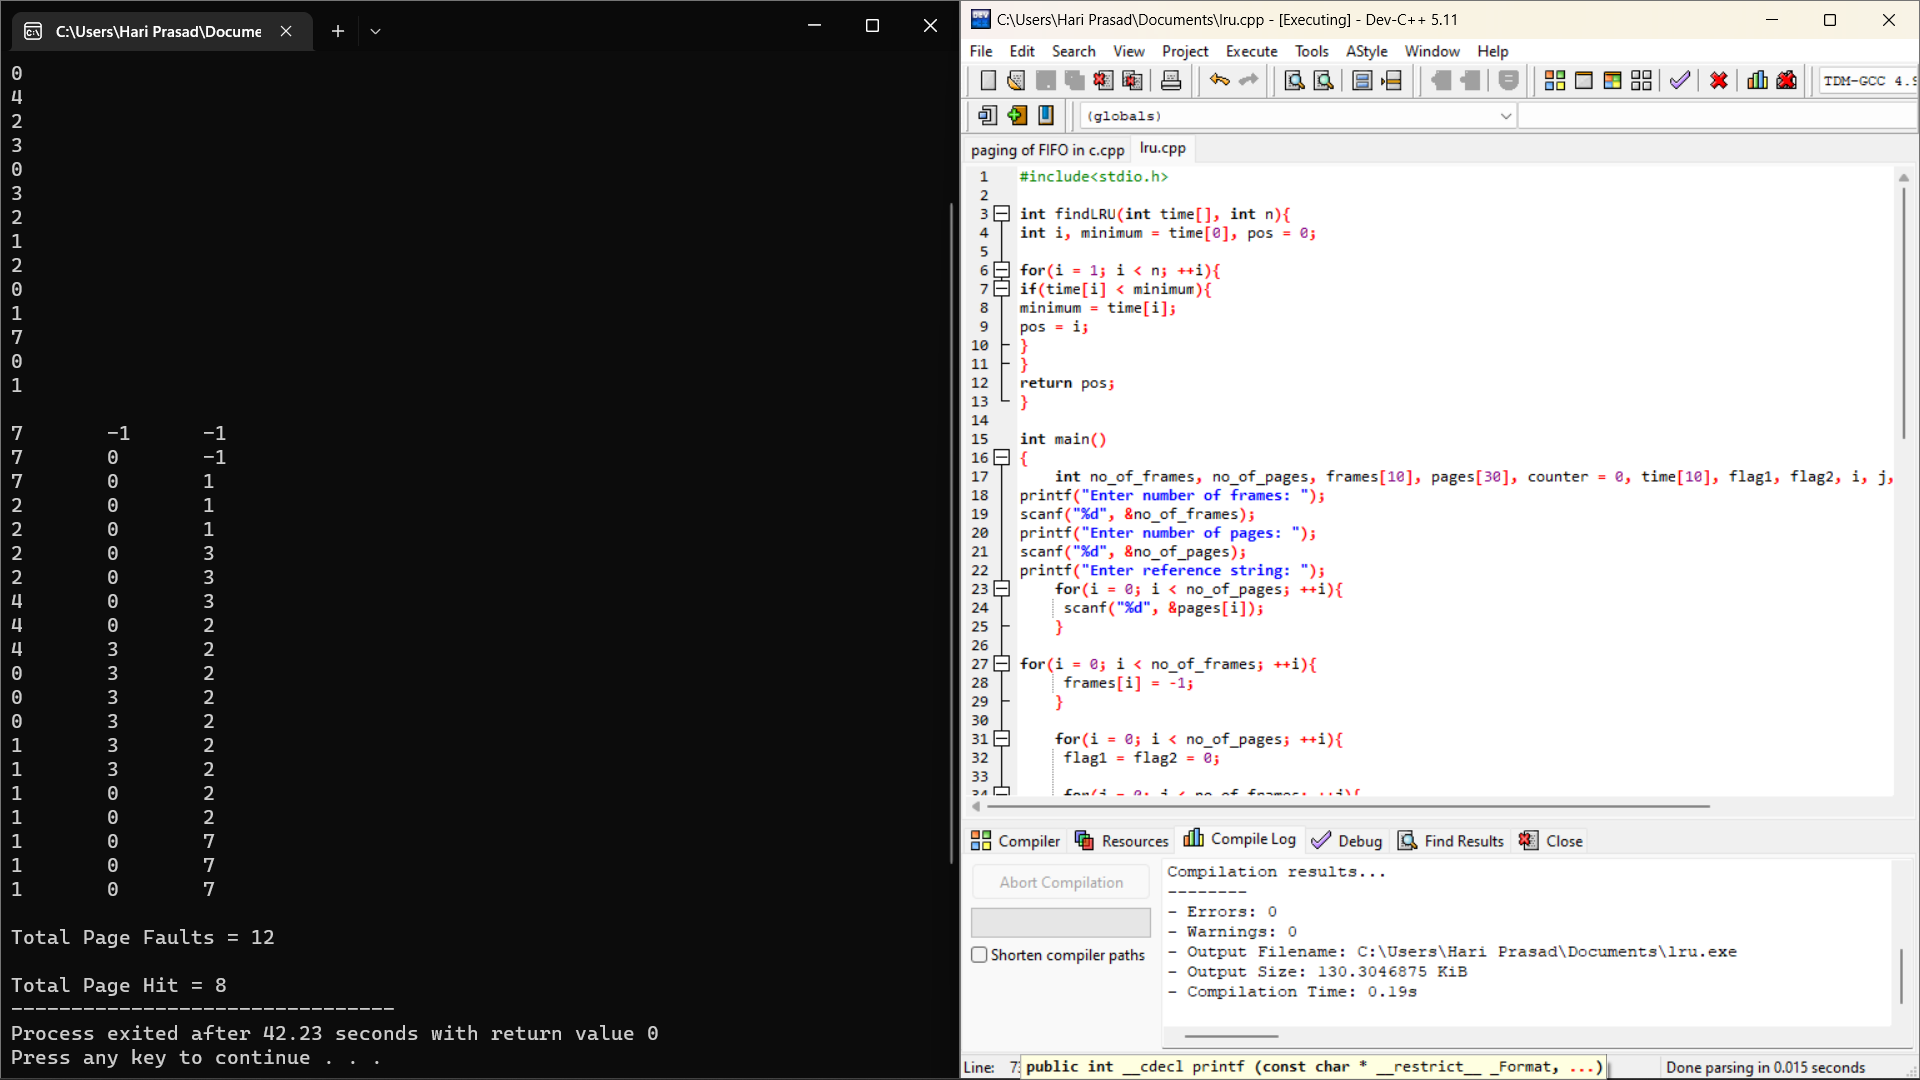 C:\Users\Hari Prasad\Docume
0
4
2
3
0
3
2
1
2
0
1
7
0
1
7 -1 -1
7 0 -1
7 0 1
2 0 1
2 0 1
2 0 3
2 0 3
4 0 3
4 0 2
4 3 2
0 3 2
0 3 2
0 3 2
1 3 2
1 3 2
1 0 2
1 0 2
1 0 7
1 0 7
1 0 7
Total Page Faults = 12
Total Page Hit = 8
--------------------------------
Process exited after 42.23 seconds with return value 0
Press any key to continue . . .
C:\Users\Hari Prasad\Documents\lru.cpp - [Executing] - Dev-C++ 5.11
File Edit Search View Project Execute Tools AStyle Window Help
TDM-GCC 4.9
(globals)
paging of FIFO in c.cpp lru.cpp
1 #include<stdio.h>
2
3 int findLRU(int time[], int n){
4 int i, minimum = time[0], pos = 0;
5
6 for(i = 1; i < n; ++i){
7 if(time[i] < minimum){
8 minimum = time[i];
9 pos = i;
10 }
11 }
12 return pos;
13 }
14
15 int main()
16 {
17 int no_of_frames, no_of_pages, frames[10], pages[30], counter = 0, time[10], flag1, flag2, i, j,
18 printf("Enter number of frames: ");
19 scanf("%d", &no_of_frames);
20 printf("Enter number of pages: ");
21 scanf("%d", &no_of_pages);
22 printf("Enter reference string: ");
23 for(i = 0; i < no_of_pages; ++i){
24 scanf("%d", &pages[i]);
25 }
26
27 for(i = 0; i < no_of_frames; ++i){
28 frames[i] = -1;
29 }
30
31 for(i = 0; i < no_of_pages; ++i){
32 flag1 = flag2 = 0;
33
34 for(j = 0; j < no_of_frames; ++j){
Compiler Resources Compile Log Debug Find Results Close
Abort Compilation
Shorten compiler paths
Compilation results...
--------
- Errors: 0
- Warnings: 0
- Output Filename: C:\Users\Hari Prasad\Documents\lru.exe
- Output Size: 130.3046875 KiB
- Compilation Time: 0.19s
Line: public int __cdecl printf (const char * __restrict__ _Format, ...) Done parsing in 0.015 seconds